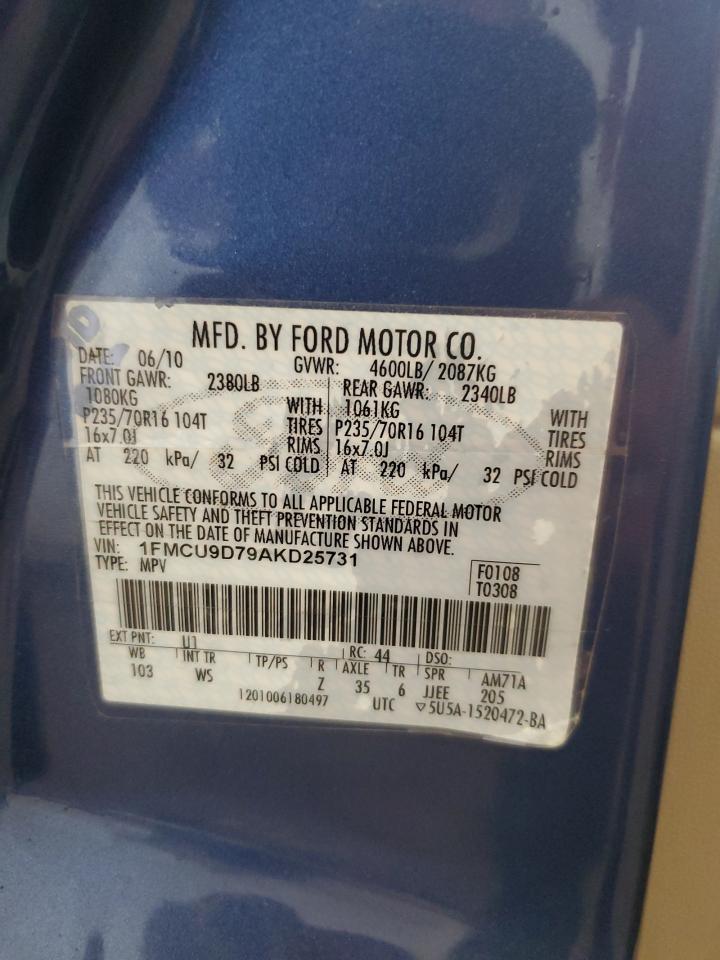 MFD. BY FORD MOTOR CO.
DATE: 06/10 GVWR: 4600LB/ 2087KG
FRONT GAWR: 2380LB REAR GAWR: 2340LB
1080KG WITH 1061KG WITH
P235/70R16 104T TIRES P235/70R16 104T TIRES
16x7.0J RIMS 16x7.0J RIMS
AT 220 kPa/ 32 PSI COLD AT 220 kPa/ 32 PSI COLD
THIS VEHICLE CONFORMS TO ALL APPLICABLE FEDERAL MOTOR
VEHICLE SAFETY AND THEFT PREVENTION STANDARDS IN
EFFECT ON THE DATE OF MANUFACTURE SHOWN ABOVE.
VIN: 1FMCU9D79AKD25731
TYPE: MPV F0108
T0308
EXT PNT: U1 RC: 44 DSO:
WB INT TR TP/PS R AXLE TR SPR AM71A
103 WS Z 35 6 JJEE 205
1201006180497 UTC ▽5U5A-1520472-BA